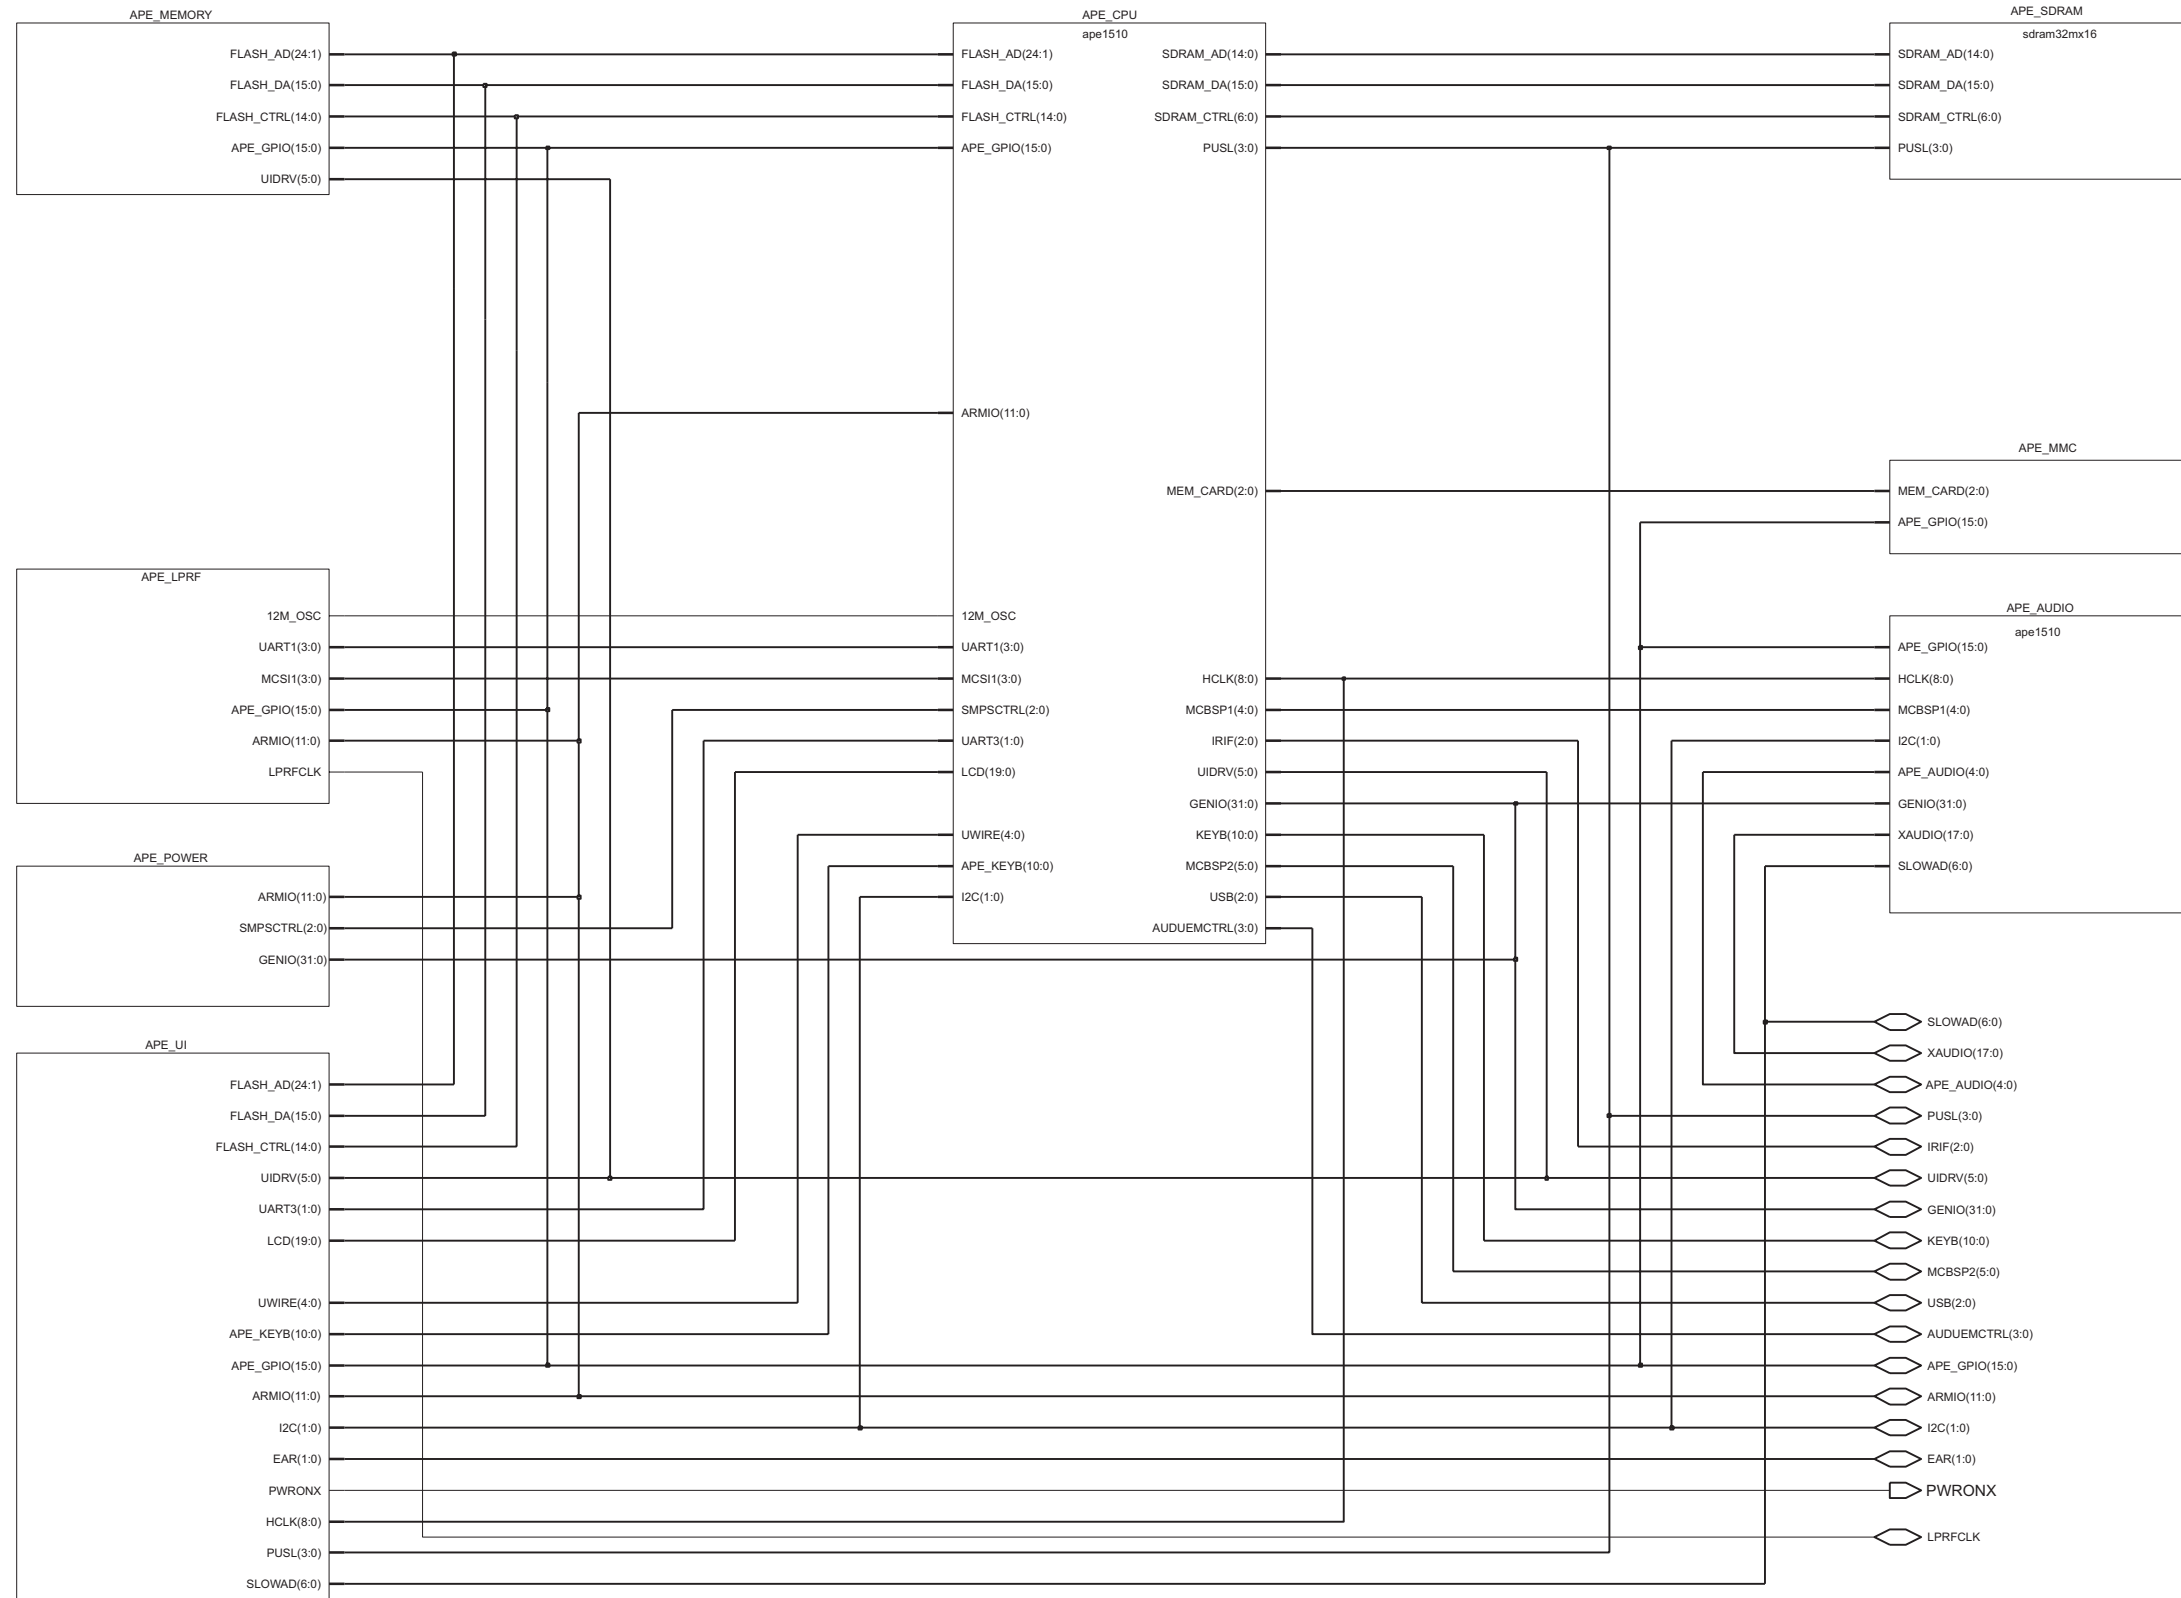 APE_MEMORY
FLASH_AD(24:1)
FLASH_DA(15:0)
FLASH_CTRL(14:0)
APE_GPIO(15:0)
UIDRV(5:0)
APE_LPRF
12M_OSC
UART1(3:0)
MCSI1(3:0)
APE_GPIO(15:0)
ARMIO(11:0)
LPRFCLK
APE_POWER
ARMIO(11:0)
SMPSCTRL(2:0)
GENIO(31:0)
APE_UI
FLASH_AD(24:1)
FLASH_DA(15:0)
FLASH_CTRL(14:0)
UIDRV(5:0)
UART3(1:0)
LCD(19:0)
UWIRE(4:0)
APE_KEYB(10:0)
APE_GPIO(15:0)
ARMIO(11:0)
I2C(1:0)
EAR(1:0)
PWRONX
HCLK(8:0)
PUSL(3:0)
SLOWAD(6:0)
APE_CPU
ape1510
FLASH_AD(24:1)
FLASH_DA(15:0)
FLASH_CTRL(14:0)
APE_GPIO(15:0)
ARMIO(11:0)
12M_OSC
UART1(3:0)
MCSI1(3:0)
SMPSCTRL(2:0)
UART3(1:0)
LCD(19:0)
UWIRE(4:0)
APE_KEYB(10:0)
I2C(1:0)
SDRAM_AD(14:0)
SDRAM_DA(15:0)
SDRAM_CTRL(6:0)
PUSL(3:0)
MEM_CARD(2:0)
HCLK(8:0)
MCBSP1(4:0)
IRIF(2:0)
UIDRV(5:0)
GENIO(31:0)
KEYB(10:0)
MCBSP2(5:0)
USB(2:0)
AUDUEMCTRL(3:0)
APE_SDRAM
sdram32mx16
SDRAM_AD(14:0)
SDRAM_DA(15:0)
SDRAM_CTRL(6:0)
PUSL(3:0)
APE_MMC
MEM_CARD(2:0)
APE_GPIO(15:0)
APE_AUDIO
ape1510
APE_GPIO(15:0)
HCLK(8:0)
MCBSP1(4:0)
I2C(1:0)
APE_AUDIO(4:0)
GENIO(31:0)
XAUDIO(17:0)
SLOWAD(6:0)
SLOWAD(6:0)
XAUDIO(17:0)
APE_AUDIO(4:0)
PUSL(3:0)
IRIF(2:0)
UIDRV(5:0)
GENIO(31:0)
KEYB(10:0)
MCBSP2(5:0)
USB(2:0)
AUDUEMCTRL(3:0)
APE_GPIO(15:0)
ARMIO(11:0)
I2C(1:0)
EAR(1:0)
PWRONX
LPRFCLK